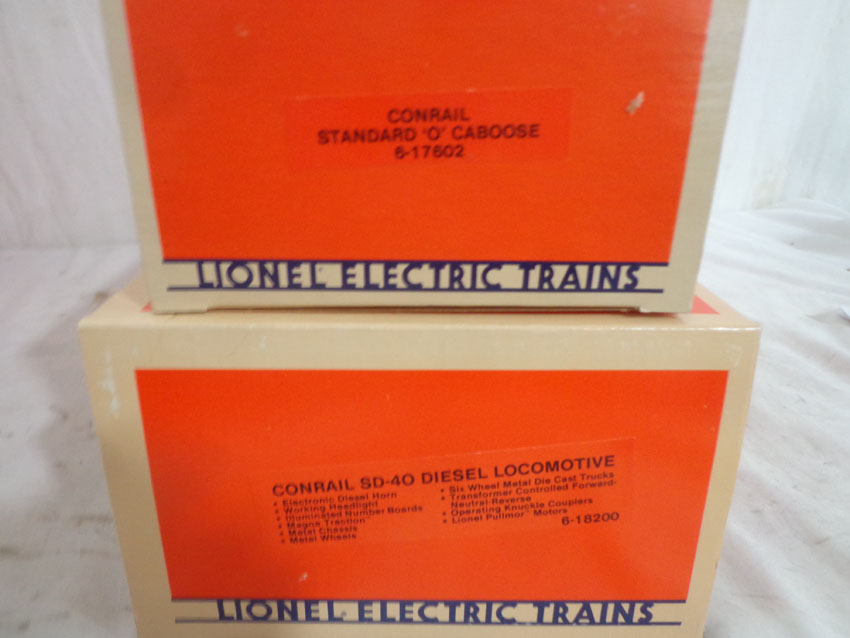 CONRAIL
STANDARD 'O' CABOOSE
6-17602
LIONEL ELECTRIC TRAINS
CONRAIL SD-40 DIESEL LOCOMOTIVE
• Electronic Diesel Horn
• Working Headlight
• Illuminated Number Boards
• Magne Traction
• Metal Chassis
• Metal Wheels
• Six Wheel Metal Die Cast Trucks
• Transformer Controlled Forward-
Neutral-Reverse
• Operating Knuckle Couplers
• Lionel Pullmor™ Motors
6-18200
LIONEL ELECTRIC TRAINS